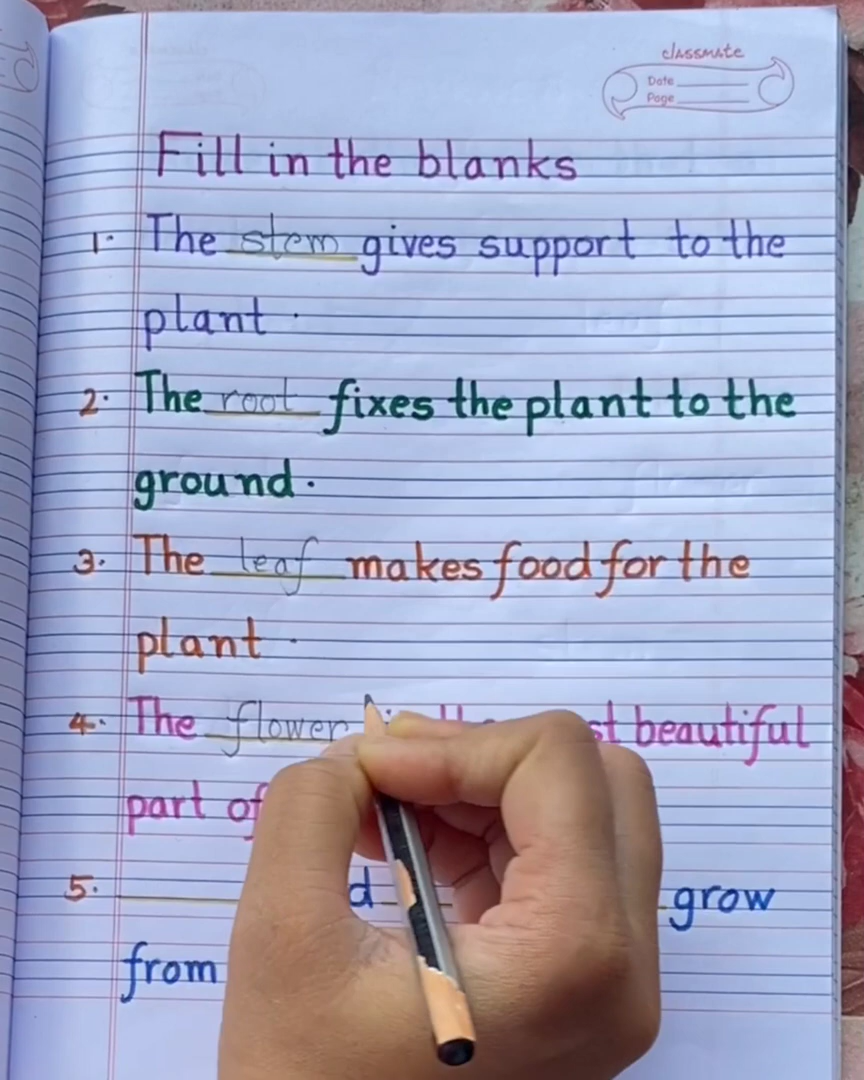 classmate
Date
Page
Fill in the blanks
1. The stem gives support to the
plant.
2. The root fixes the plant to the
ground.
3. The leaf makes food for the
plant.
4. The flower beautiful
part of
5. grow
from